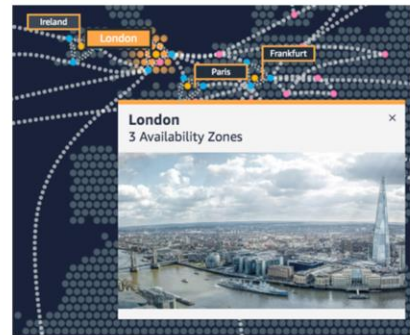 Ireland
London
Frankfurt
Paris
London
×
3 Availability Zones